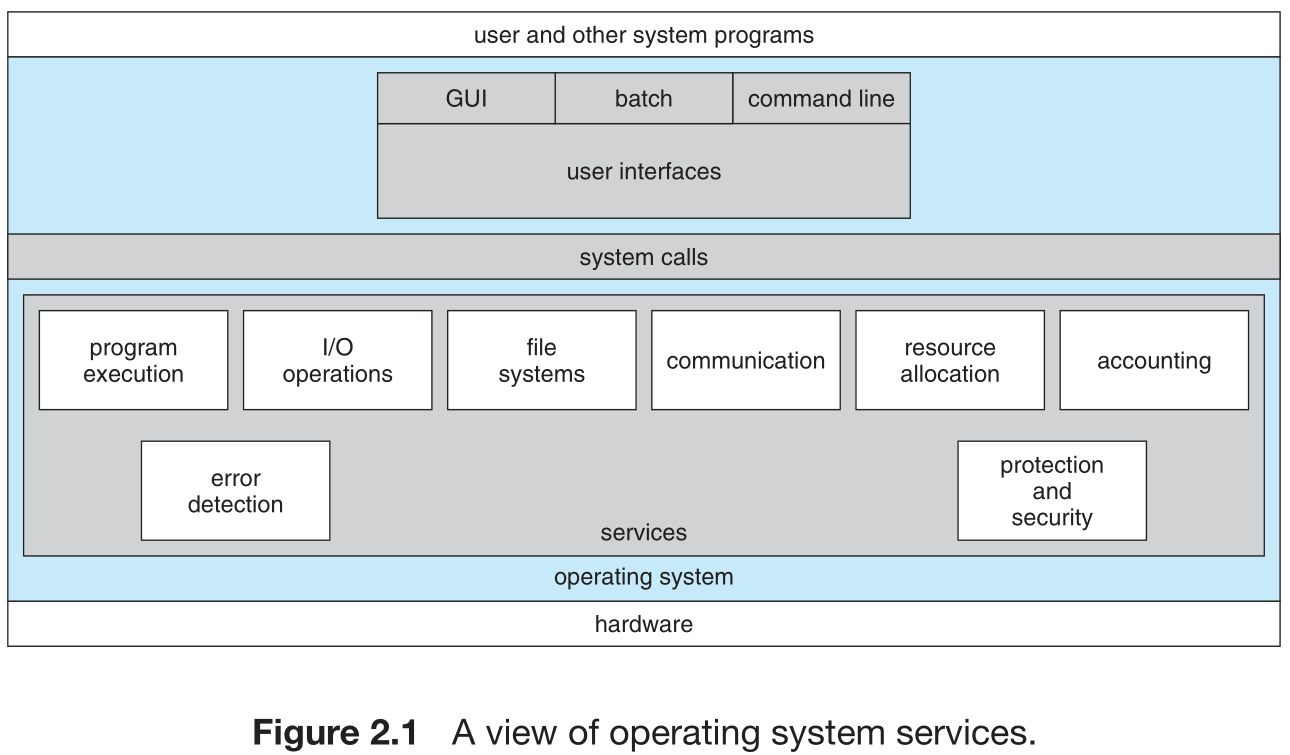 user and other system programs
GUI
batch
command line
user interfaces
system calls
program
execution
I/O
operations
file
systems
communication
resource
allocation
accounting
error
detection
protection
and
security
services
operating system
hardware
Figure 2.1 A view of operating system services.